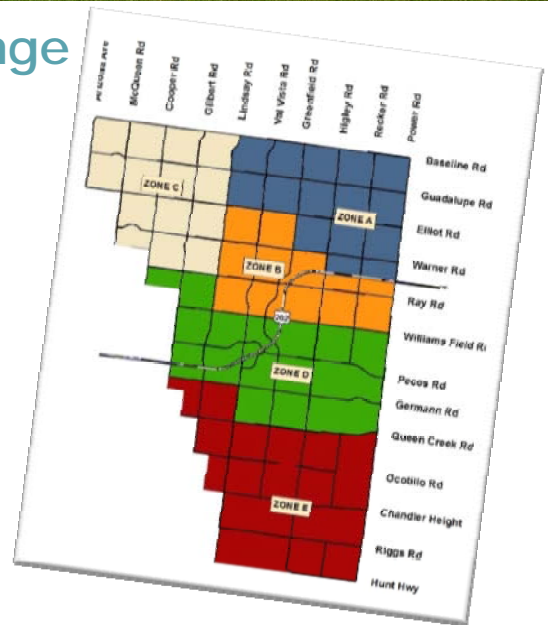 nge
McQueen Rd
Cooper Rd
Gilbert Rd
Lindsay Rd
Val Vista Rd
Greenfield Rd
Higley Rd
Recker Rd
Power Rd
Baseline Rd
Guadalupe Rd
Elliot Rd
Warner Rd
Ray Rd
Williams Field R
Pecos Rd
Germann Rd
Queen Creek Rd
Ocotillo Rd
Chandler Height
Riggs Rd
Hunt Hwy
ZONE C
ZONE A
ZONE B
202
ZONE D
ZONE E